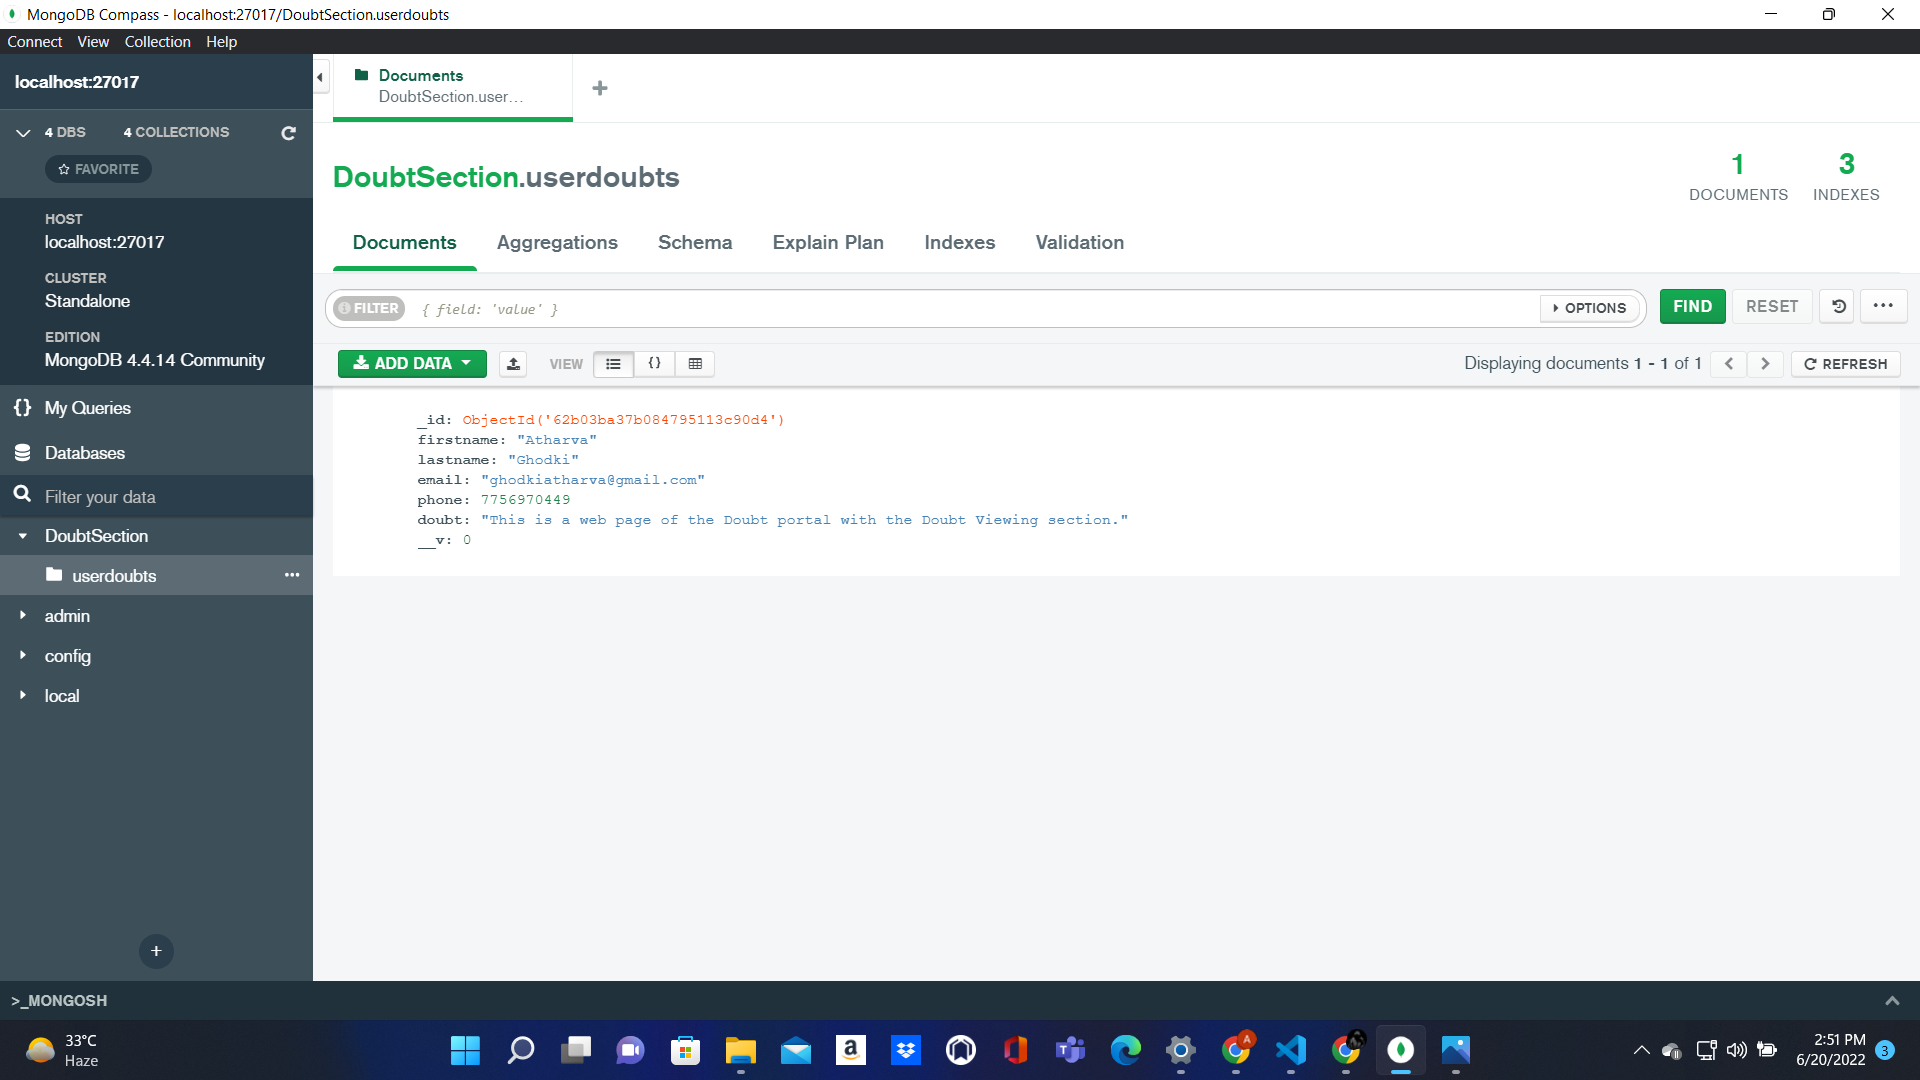 MongoDB Compass - localhost:27017/DoubtSection.userdoubts
Connect View Collection Help
localhost:27017
4 DBS 4 COLLECTIONS
FAVORITE
HOST
localhost:27017
CLUSTER
Standalone
EDITION
MongoDB 4.4.14 Community
{} My Queries
Databases
Filter your data
DoubtSection
userdoubts
admin
config
local
+
Documents
DoubtSection.user...
+
DoubtSection.userdoubts
1
DOCUMENTS
3
INDEXES
Documents Aggregations Schema Explain Plan Indexes Validation
FILTER { field: 'value' } OPTIONS FIND RESET
ADD DATA VIEW {} Displaying documents 1 - 1 of 1 REFRESH
_id: ObjectId('62b03ba37b084795113c90d4')
firstname: "Atharva"
lastname: "Ghodki"
email: "ghodkiatharva@gmail.com"
phone: 7756970449
doubt: "This is a web page of the Doubt portal with the Doubt Viewing section."
__v: 0
>_MONGOSH
33°C
Haze
a
A
2:51 PM
6/20/2022
3